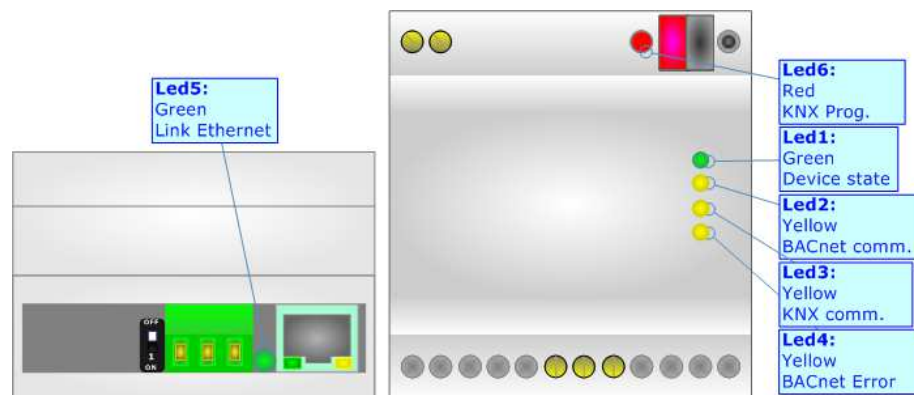 Led5:
Green
Link Ethernet
Led6:
Red
KNX Prog.
Led1:
Green
Device state
Led2:
Yellow
BACnet comm.
Led3:
Yellow
KNX comm.
Led4:
Yellow
BACnet Error
OFF
1
ON